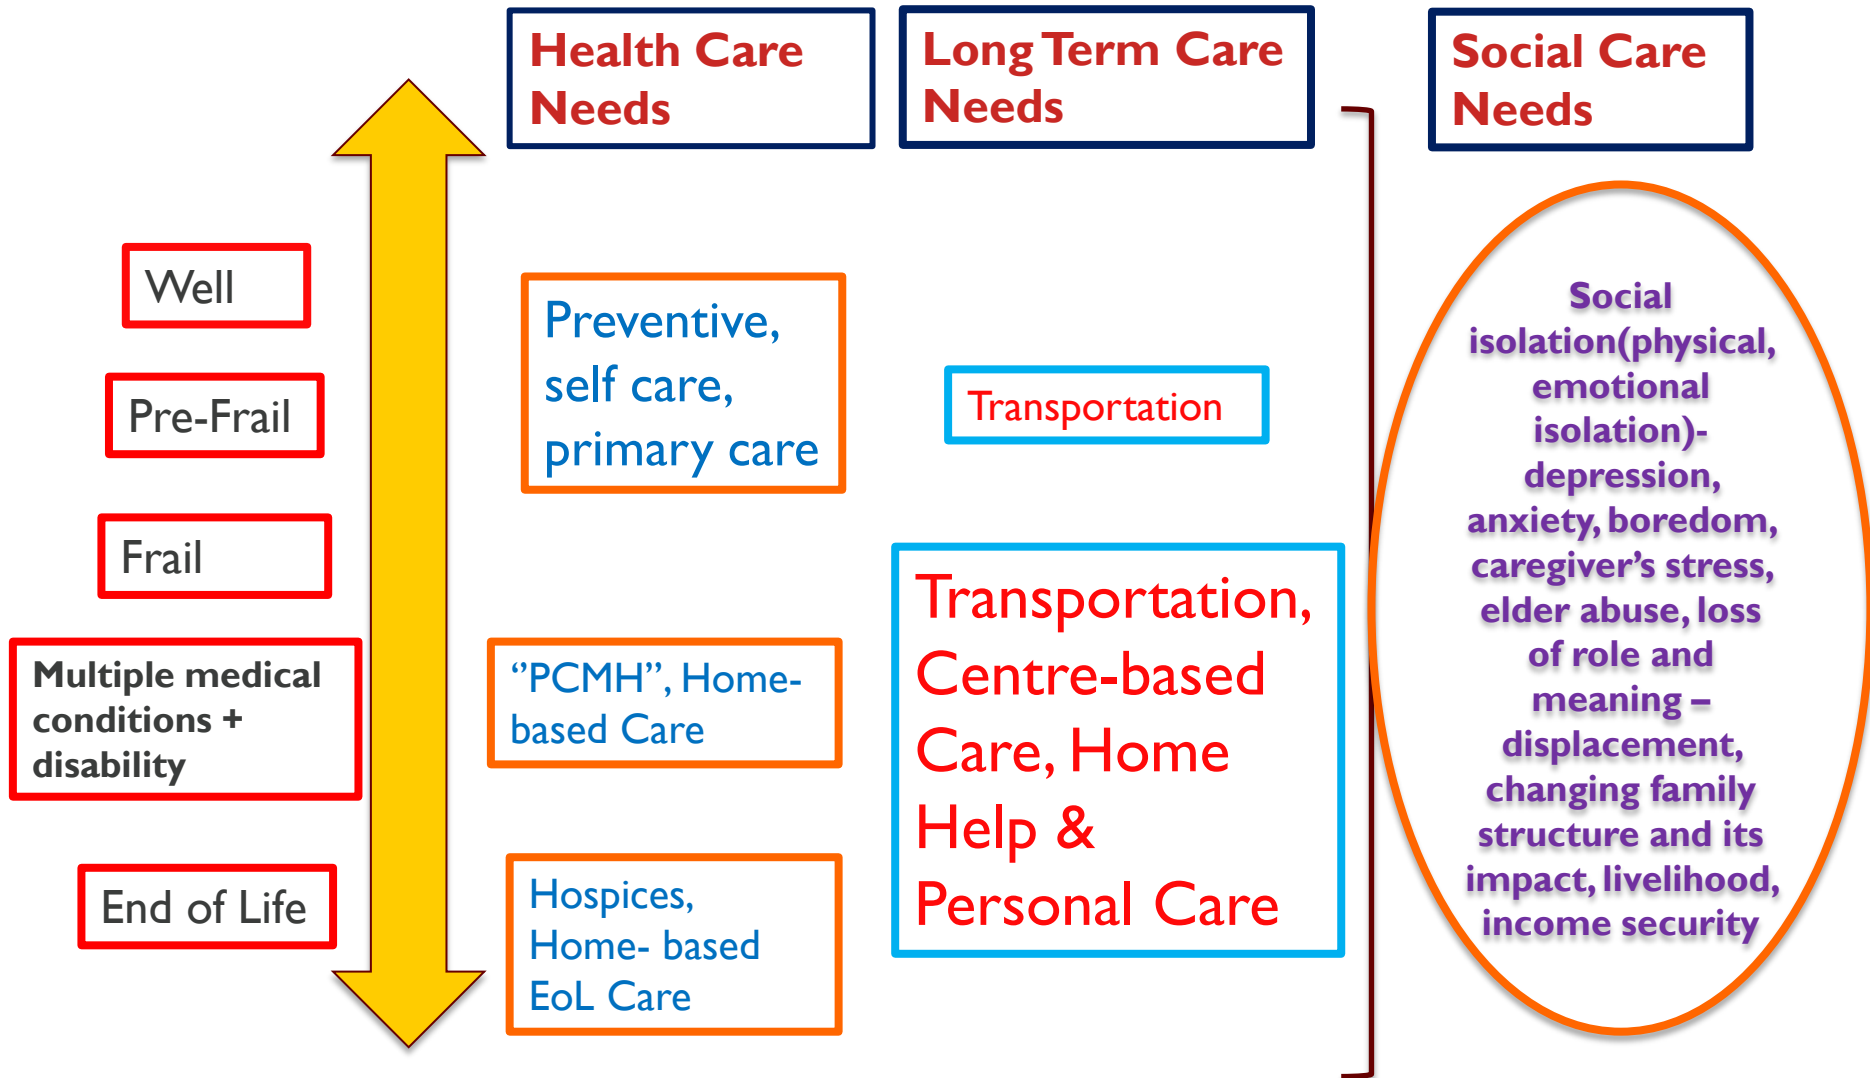 Health Care
Needs
Long Term Care
Needs
Social Care
Needs
Well
Pre-Frail
Frail
Multiple medical
conditions +
disability
End of Life
Preventive,
self care,
primary care
‘’PCMH’’, Home-
based Care
Hospices,
Home- based
EoL Care
Transportation
Transportation,
Centre-based
Care, Home
Help &
Personal Care
Social
isolation(physical,
emotional
isolation)-
depression,
anxiety, boredom,
caregiver’s stress,
elder abuse, loss
of role and
meaning –
displacement,
changing family
structure and its
impact, livelihood,
income security